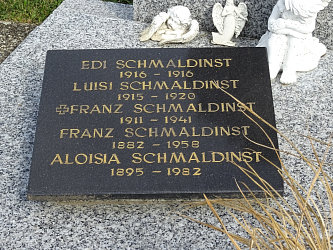 EDI SCHMALDINST
1916 - 1916
LUISI SCHMALDINST
1915 - 1920
✠FRANZ SCHMALDINST
1911 - 1941
FRANZ SCHMALDINST
1882 - 1958
ALOISIA SCHMALDINST
1895 - 1982